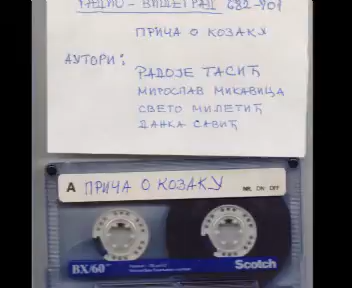 РАДИО - ВИШЕГРАД 682-901
ПРИЧА О КОЗАКУ
АУТОРИ:
РАДОЈЕ ТАСИЋ
МИРОСЛАВ МИКАВИЦА
СВЕТО МИЛЕТИЋ
ДАНКА САВИЋ
A ПРИЧА О КОЗАКУ
NR. ON OFF
BX/60
Scotch